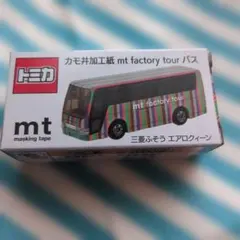 トミカ
カモ井加工紙 mt factory tour バス
mt factory tour
mt
masking tape
三菱ふそう エアロクィーン